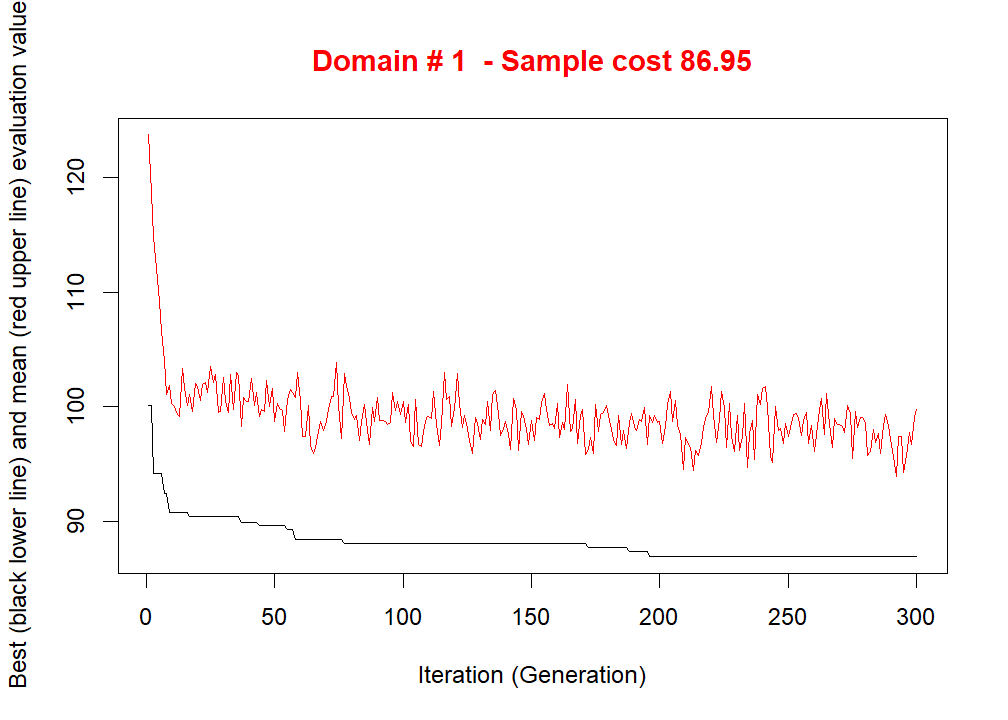 Domain # 1  - Sample cost 86.95
Best (black lower line) and mean (red upper line) evaluation value
120
110
100
90
0 50 100 150 200 250 300
Iteration (Generation)